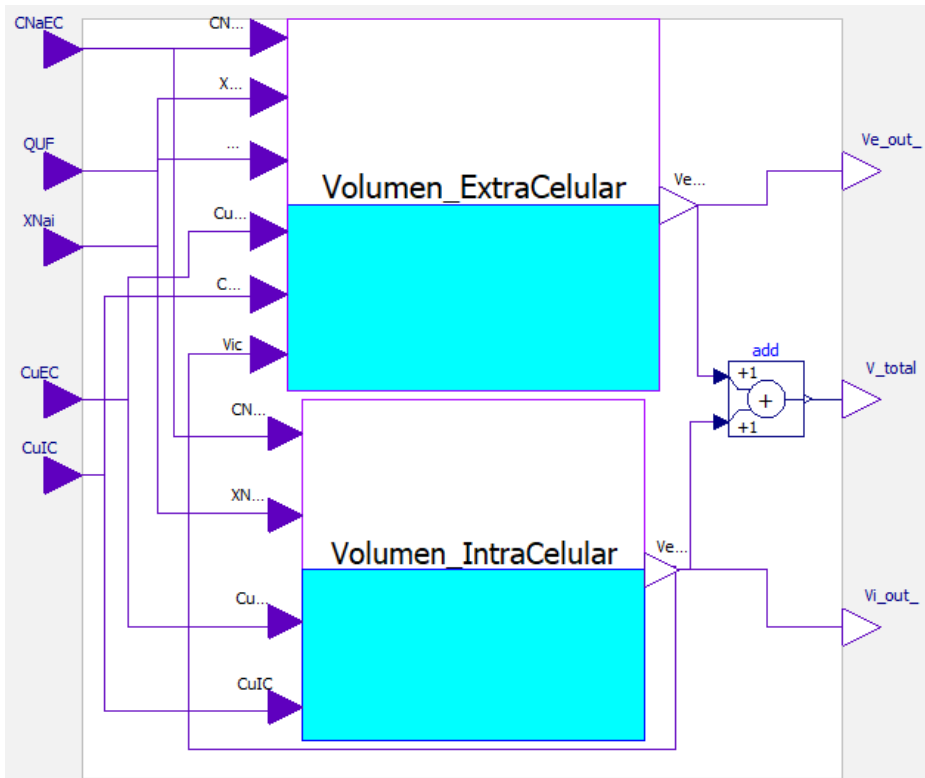 CNaEC
CN...
X...
QUF
...
Ve_out_
Volumen_ExtraCelular
Ve...
XNai
Cu...
C...
Vic
add
CuEC
+1
+
+1
V_total
CN...
CuIC
XN...
Volumen_IntraCelular
Ve...
Cu...
Vi_out_
CuIC